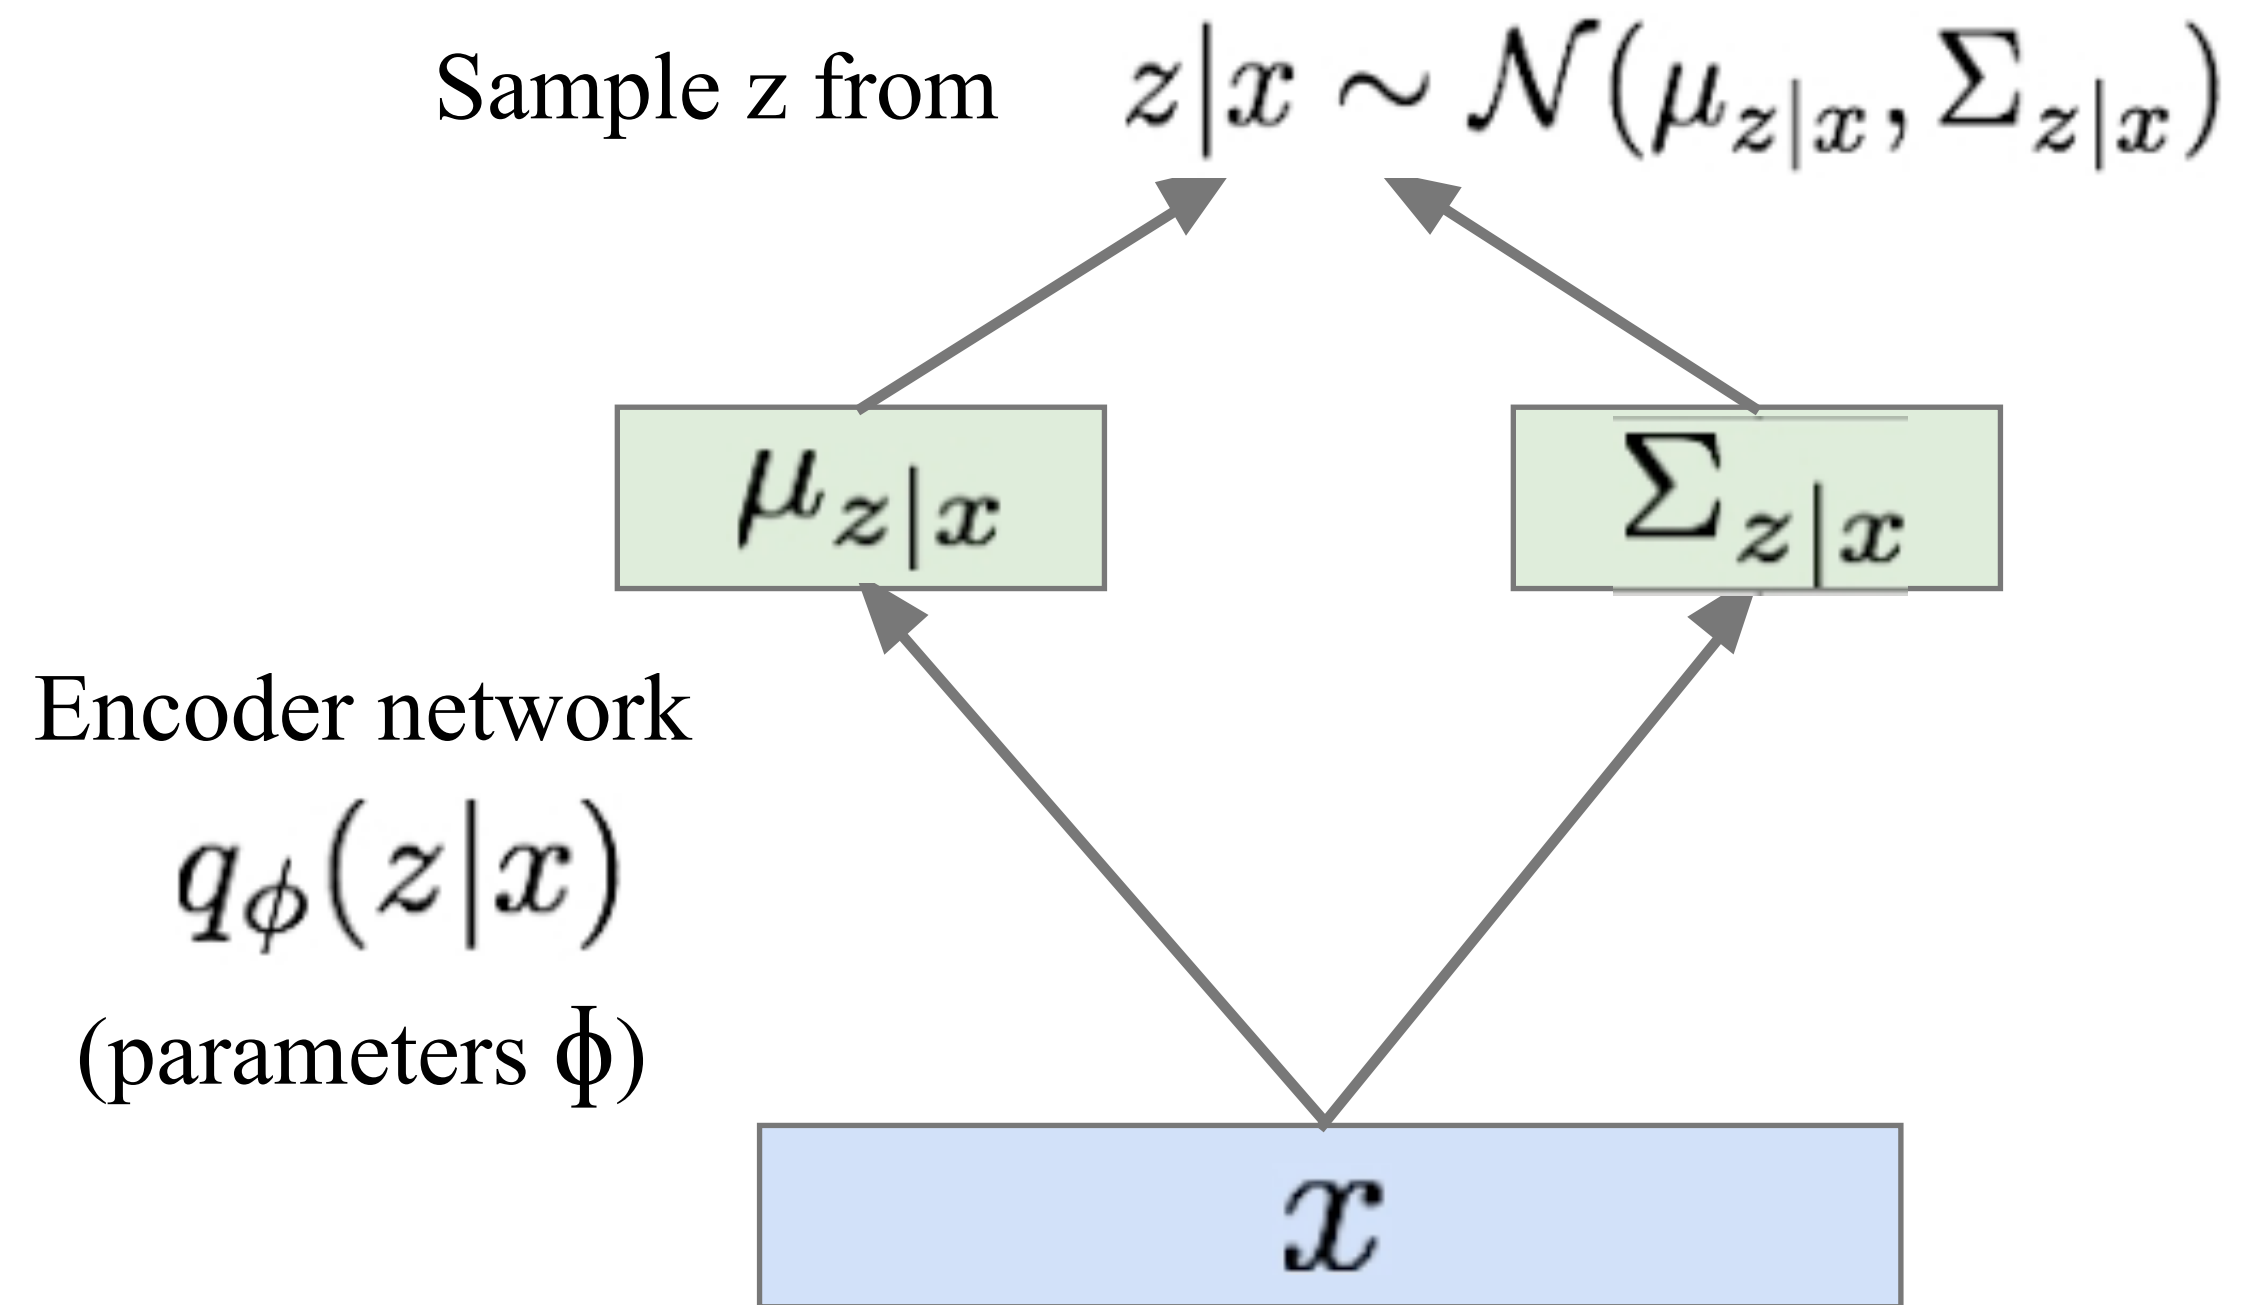 Sample z from z|x ∼ 𝒩(μ_{z|x}, Σ_{z|x})
μ_{z|x} Σ_{z|x}
Encoder network
q_ϕ(z|x)
(parameters ϕ)
x